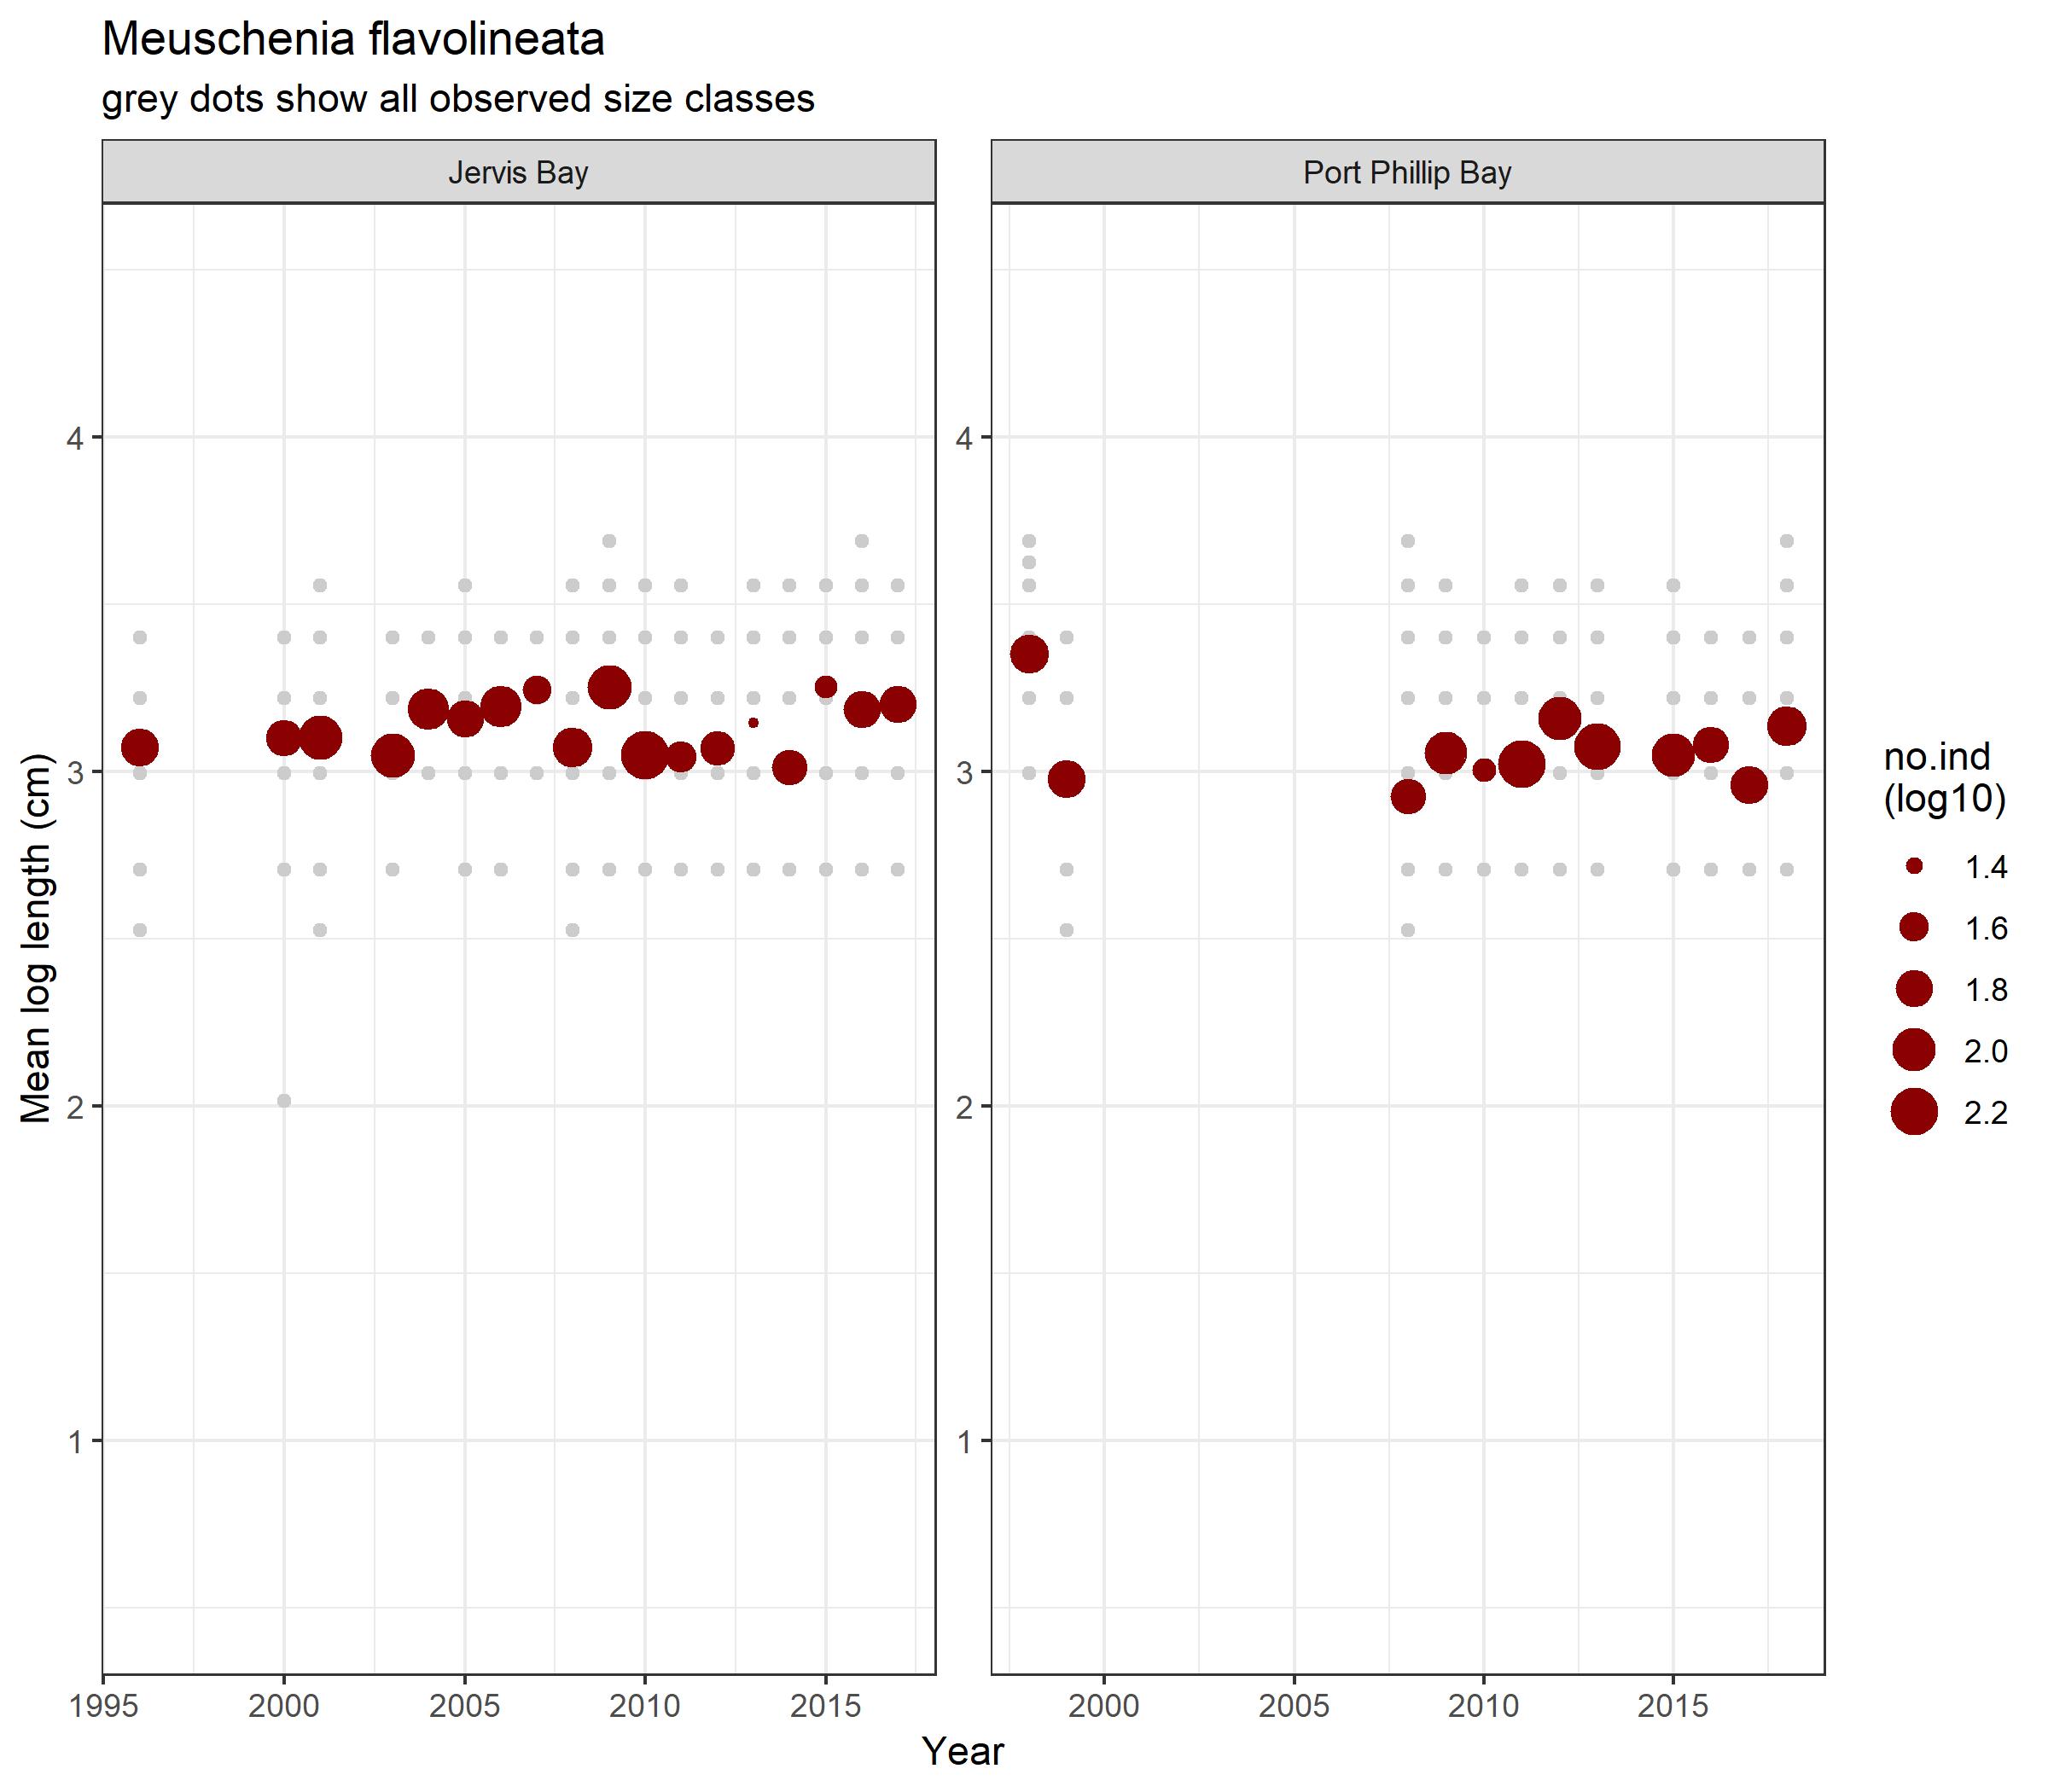 Meuschenia flavolineata
grey dots show all observed size classes
Jervis Bay
Port Phillip Bay
Mean log length (cm)
4
3
2
1
4
3
2
1
1995 2000 2005 2010 2015
2000 2005 2010 2015
Year
no.ind
(log10)
1.4
1.6
1.8
2.0
2.2